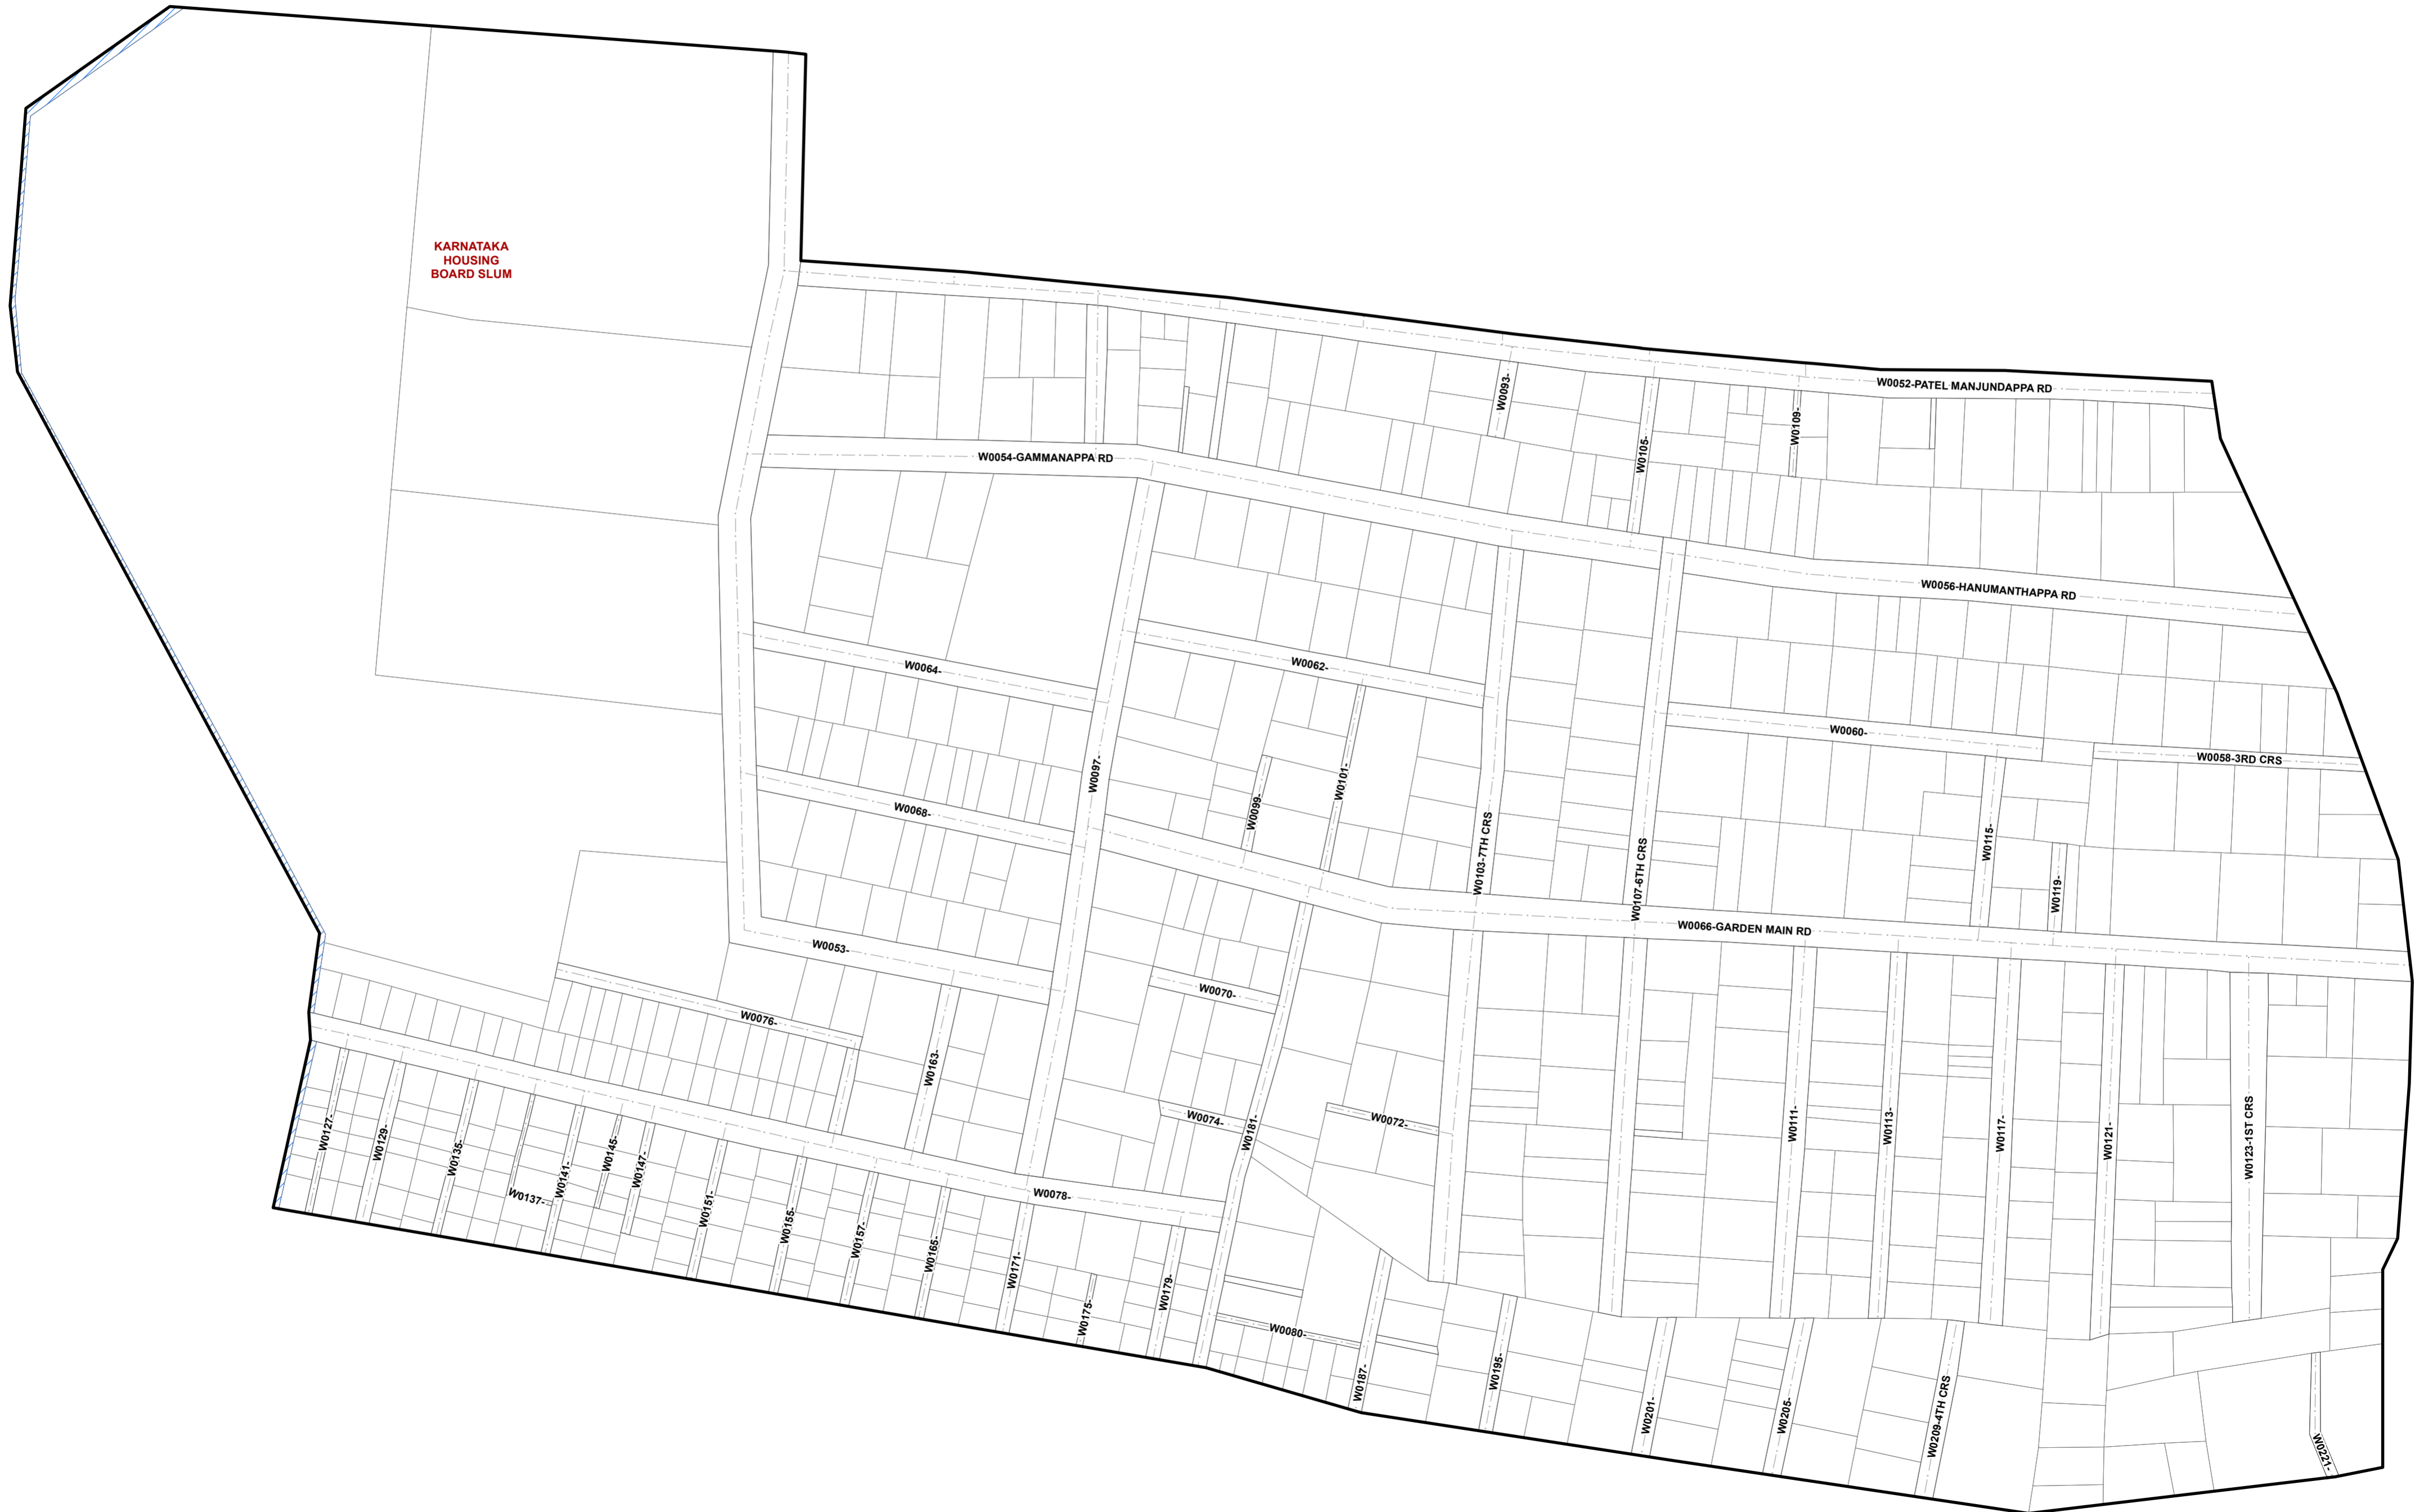 KARNATAKA
HOUSING
BOARD SLUM
W0052-PATEL MANJUNDAPPA RD
W0093-
W0109-
W0105-
W0054-GAMMANAPPA RD
W0056-HANUMANTHAPPA RD
W0064-
W0062-
W0060-
W0058-3RD CRS
W0097-
W0101-
W0099-
W0068-
W0103-7TH CRS
W0107-6TH CRS
W0115-
W0119-
W0066-GARDEN MAIN RD
W0053-
W0070-
W0076-
W0163-
W0074-
W0072-
W0181-
W0111-
W0113-
W0117-
W0121-
W0123-1ST CRS
W0127-
W0129-
W0135-
W0137-
W0141-
W0145-
W0147-
W0151-
W0155-
W0157-
W0165-
W0171-
W0078-
W0175-
W0179-
W0080-
W0187-
W0195-
W0201-
W0205-
W0209-4TH CRS
W0221-